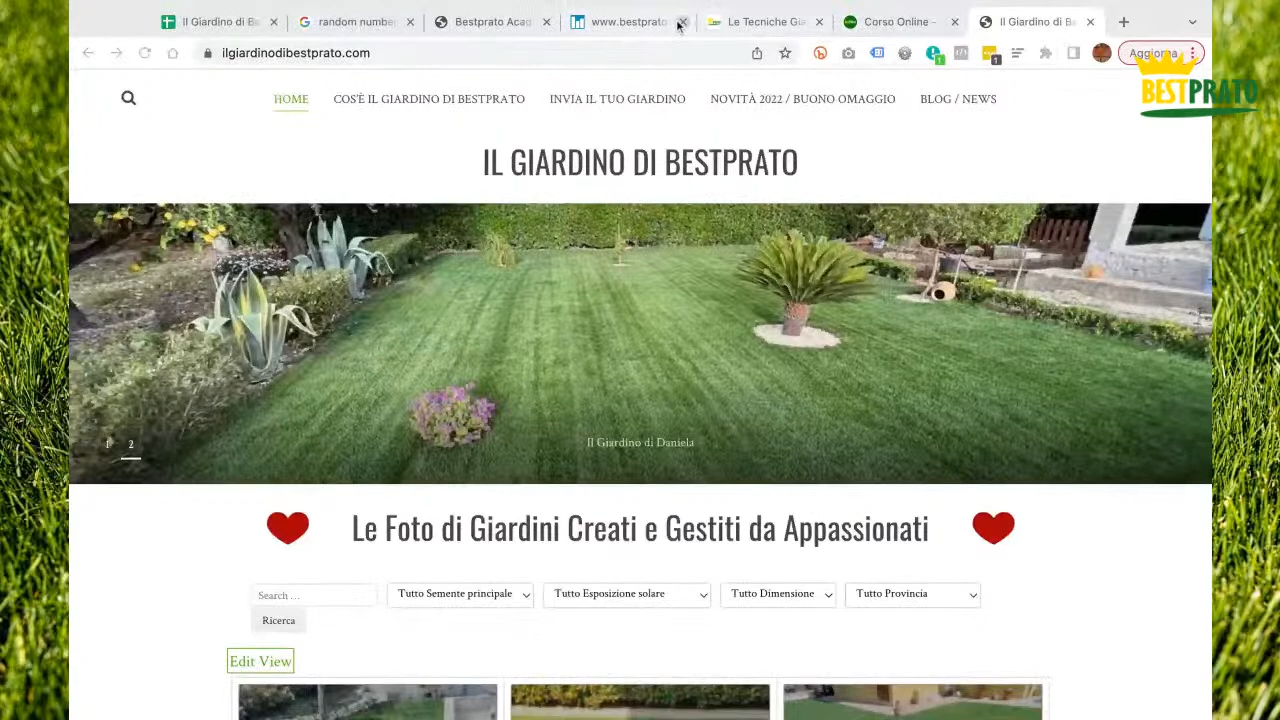 Il Giardino di B
random numbe
Bestprato Acad
www.bestprato
Le Tecniche Gia
Corso Online -
Il Giardino di Be
ilgiardinodibestprato.com
Aggiorna
1
1
BESTPRATO
HOME
COS'È IL GIARDINO DI BESTPRATO
INVIA IL TUO GIARDINO
NOVITÀ 2022 / BUONO OMAGGIO
BLOG / NEWS
IL GIARDINO DI BESTPRATO
1
2
Il Giardino di Daniela
Le Foto di Giardini Creati e Gestiti da Appassionati
Search …
Tutto Semente principale
Tutto Esposizione solare
Tutto Dimensione
Tutto Provincia
Ricerca
Edit View